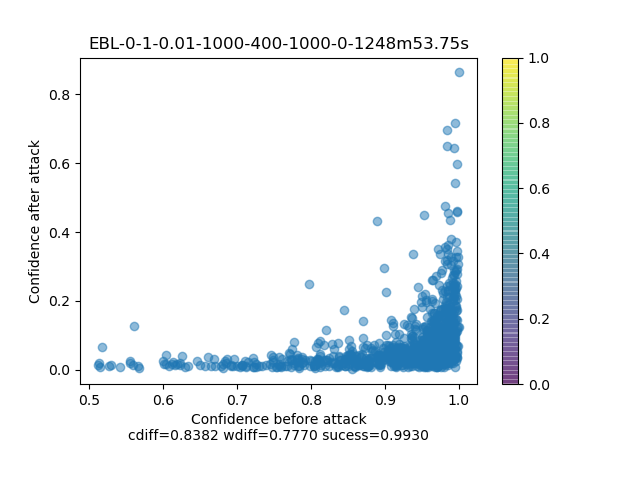 EBL-0-1-0.01-1000-400-1000-0-1248m53.75s
Confidence after attack
0.8
0.6
0.4
0.2
0.0
0.5 0.6 0.7 0.8 0.9 1.0
Confidence before attack
cdiff=0.8382 wdiff=0.7770 sucess=0.9930
1.0
0.8
0.6
0.4
0.2
0.0